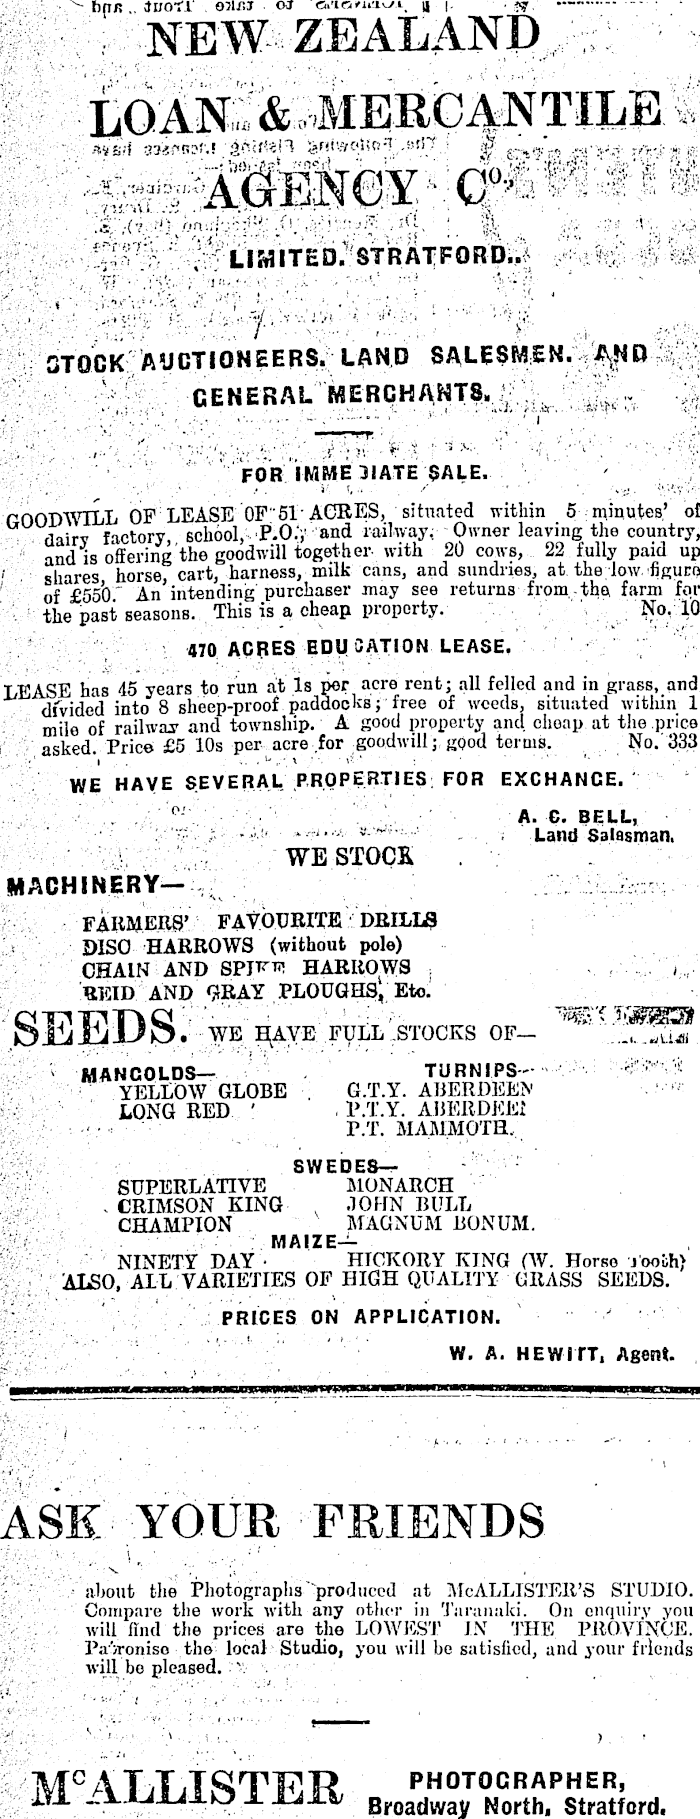 NEW ZEALAND
LOAN & MERCANTILE
AGENCY Co.,
LIMITED. STRATFORD..
STOCK AUCTIONEERS. LAND SALESMEN. AND
GENERAL MERCHANTS.
FOR IMMEDIATE SALE.
GOODWILL OF LEASE OF 51 ACRES, situated within 5 minutes' of
dairy factory, school, P.O., and railway. Owner leaving the country,
and is offering the goodwill together with 20 cows, 22 fully paid up
shares, horse, cart, harness, milk cans, and sundries, at the low figure
of £550. An intending purchaser may see returns from the farm for
the past seasons. This is a cheap property. No. 10
470 ACRES EDUCATION LEASE.
LEASE has 45 years to run at 1s per acre rent; all felled and in grass, and
divided into 8 sheep-proof paddocks; free of weeds, situated within 1
mile of railway and township. A good property and cheap at the price
asked. Price £5 10s per acre for goodwill; good terms. No. 333
WE HAVE SEVERAL PROPERTIES FOR EXCHANGE.
A. C. BELL,
Land Salesman.
WE STOCK
MACHINERY—
FARMERS' FAVOURITE DRILLS
DISC HARROWS (without pole)
CHAIN AND SPIKE HARROWS
REID AND GRAY PLOUGHS, Etc.
SEEDS. WE HAVE FULL STOCKS OF—
MANGOLDS— TURNIPS—
YELLOW GLOBE G.T.Y. ABERDEEN
LONG RED P.T.Y. ABERDEEN
P.T. MAMMOTH.
SWEDES—
SUPERLATIVE MONARCH
CRIMSON KING JOHN BULL
CHAMPION MAGNUM BONUM.
MAIZE—
NINETY DAY HICKORY KING (W. Horse Tooth)
ALSO, ALL VARIETIES OF HIGH QUALITY GRASS SEEDS.
PRICES ON APPLICATION.
W. A. HEWITT, Agent.
ASK YOUR FRIENDS
about the Photographs produced at McALLISTER'S STUDIO.
Compare the work with any other in Taranaki. On enquiry you
will find the prices are the LOWEST IN THE PROVINCE.
Patronise the local Studio, you will be satisfied, and your friends
will be pleased.
McALLISTER PHOTOGRAPHER,
Broadway North, Stratford.